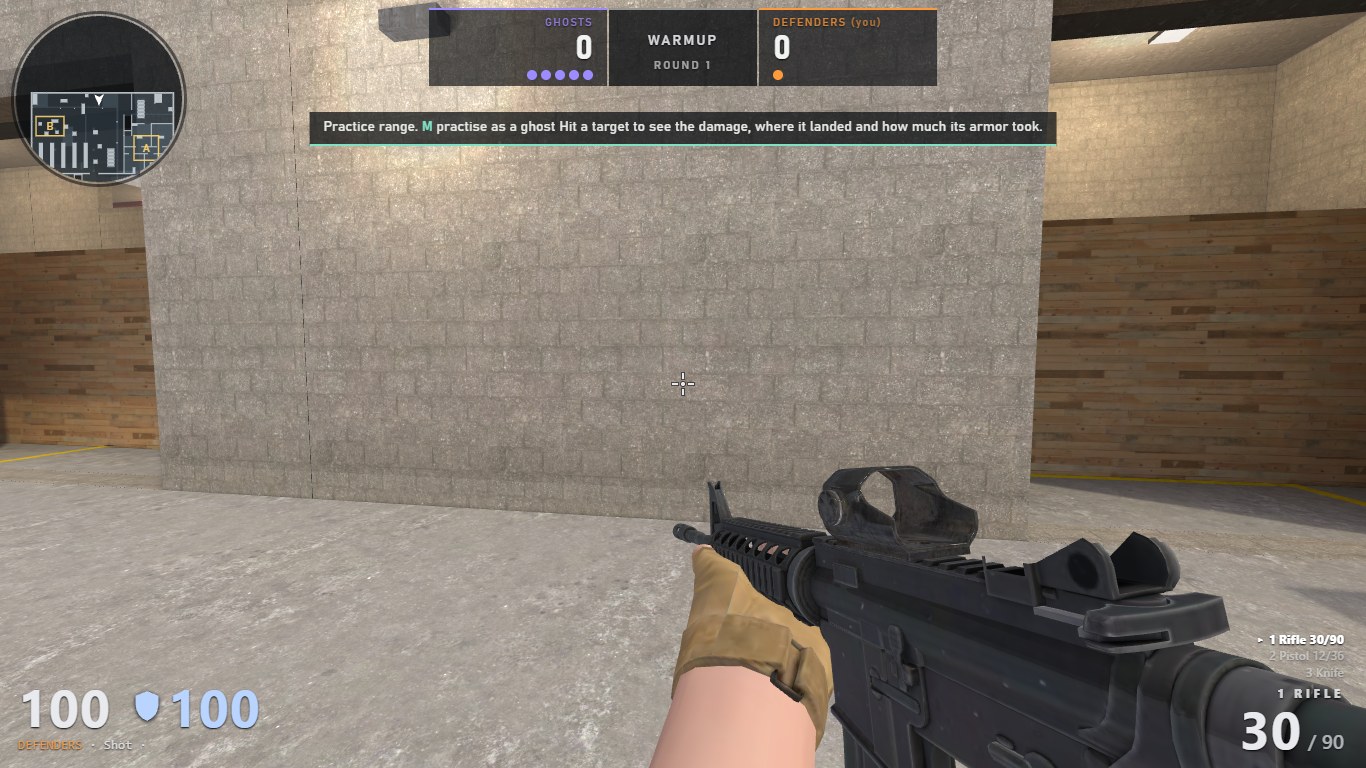 GHOSTS
0
WARMUP
ROUND 1
DEFENDERS (you)
0
Practice range. M practise as a ghost Hit a target to see the damage, where it landed and how much its armor took.
B
A
1 Rifle 30/90
2 Pistol 12/36
3 Knife
1 RIFLE
30 / 90
100 100
DEFENDERS · Shot ·